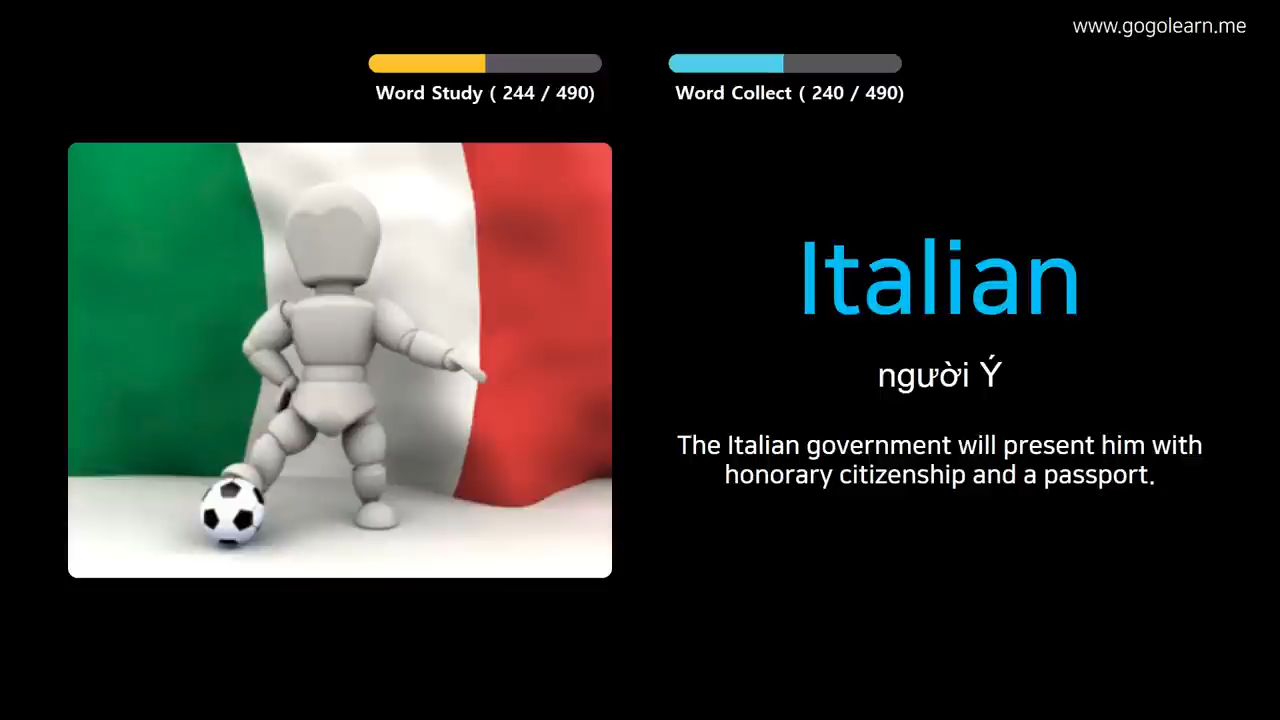 www.gogolearn.me
Word Study ( 244 / 490)
Word Collect ( 240 / 490)
Italian
người Ý
The Italian government will present him with
honorary citizenship and a passport.